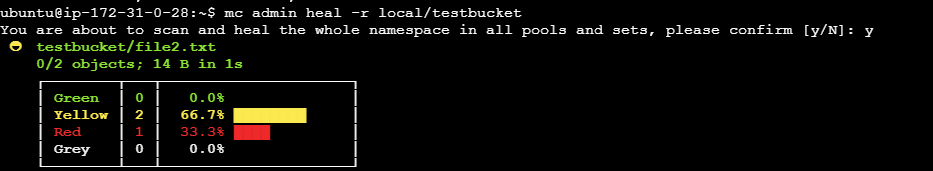 ubuntu@ip-172-31-0-28:~$ mc admin heal -r local/testbucket
You are about to scan and heal the whole namespace in all pools and sets, please confirm [y/N]: y
testbucket/file2.txt
0/2 objects; 14 B in 1s
Green 0 0.0%
Yellow 2 66.7%
Red 1 33.3%
Grey 0 0.0%